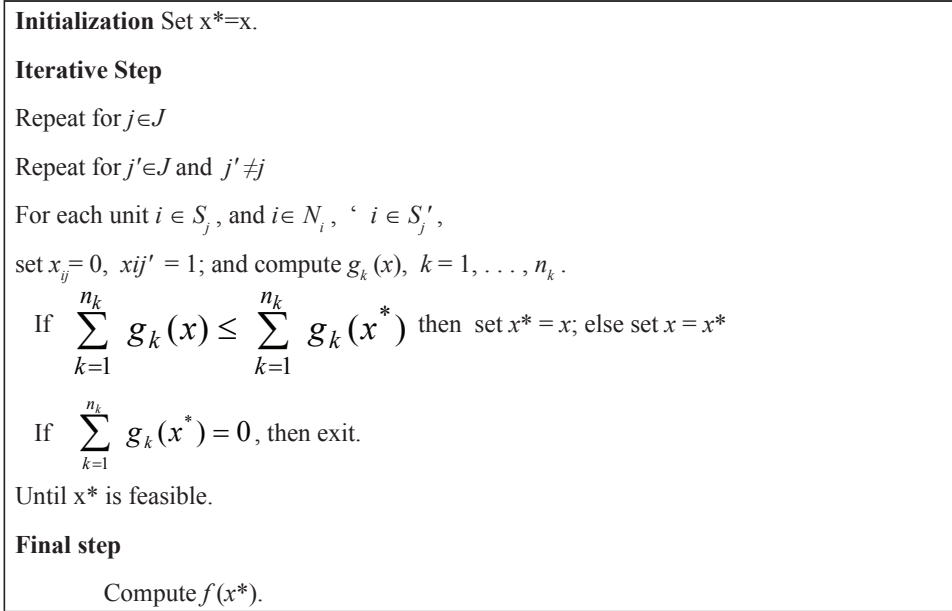 Initialization Set x*=x.
Iterative Step
Repeat for j∈J
Repeat for j′∈J and j′≠j
For each unit i ∈ S_j, and i∈ N_i, ‘ i ∈ S_j′,
set x_ij= 0, xij′ = 1; and compute g_k (x), k = 1, . . . , n_k.
If ∑_{k=1}^{n_k} g_k(x) ≤ ∑_{k=1}^{n_k} g_k(x^*) then set x* = x; else set x = x*
If ∑_{k=1}^{n_k} g_k(x^*) = 0, then exit.
Until x* is feasible.
Final step
Compute f (x*).